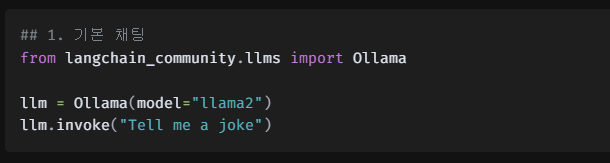 ## 1. 기본 채팅
from langchain_community.llms import Ollama
llm = Ollama(model="llama2")
llm.invoke("Tell me a joke")